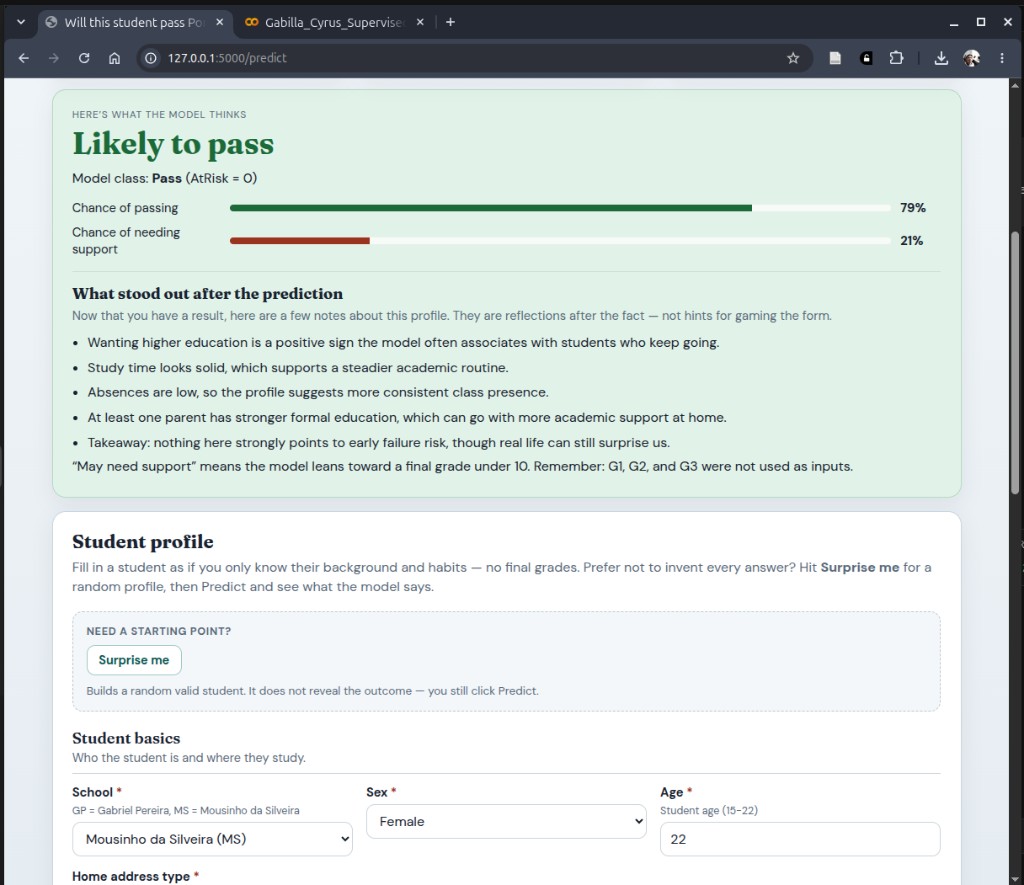 Will this student pass Po
Gabilla_Cyrus_Supervise
127.0.0.1:5000/predict
HERE'S WHAT THE MODEL THINKS
Likely to pass
Model class: Pass (AtRisk = 0)
Chance of passing 79%
Chance of needing support 21%
What stood out after the prediction
Now that you have a result, here are a few notes about this profile. They are reflections after the fact — not hints for gaming the form.
• Wanting higher education is a positive sign the model often associates with students who keep going.
• Study time looks solid, which supports a steadier academic routine.
• Absences are low, so the profile suggests more consistent class presence.
• At least one parent has stronger formal education, which can go with more academic support at home.
• Takeaway: nothing here strongly points to early failure risk, though real life can still surprise us.
“May need support” means the model leans toward a final grade under 10. Remember: G1, G2, and G3 were not used as inputs.
Student profile
Fill in a student as if you only know their background and habits — no final grades. Prefer not to invent every answer? Hit Surprise me for a
random profile, then Predict and see what the model says.
NEED A STARTING POINT?
Surprise me
Builds a random valid student. It does not reveal the outcome — you still click Predict.
Student basics
Who the student is and where they study.
School *
GP = Gabriel Pereira, MS = Mousinho da Silveira
Mousinho da Silveira (MS)
Sex *
Female
Age *
Student age (15–22)
22
Home address type *